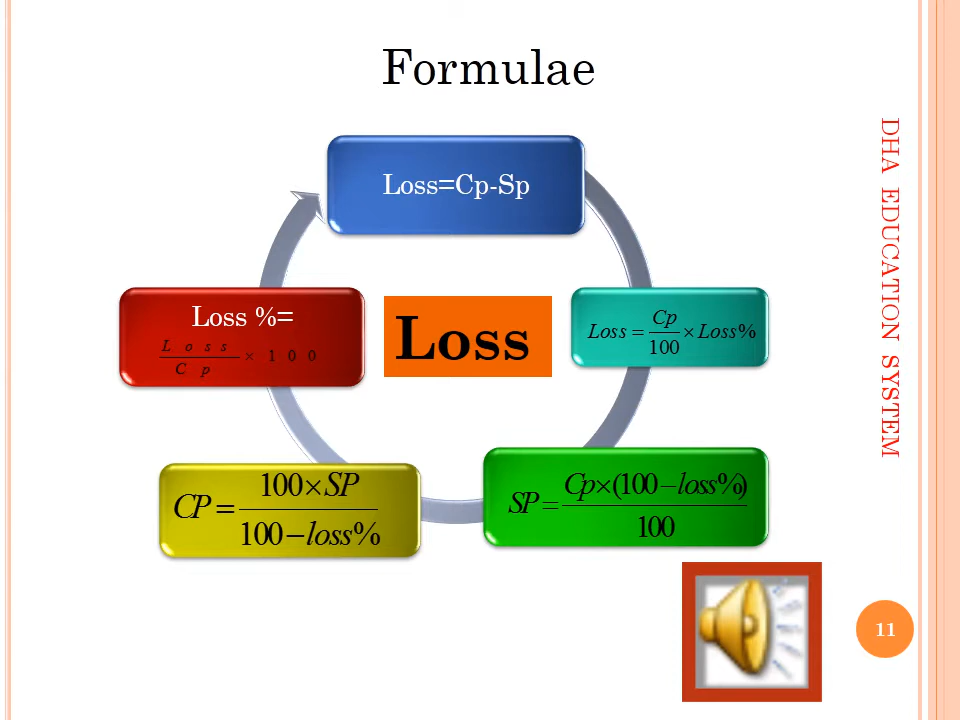 Formulae
Loss=Cp-Sp
Loss = Cp/100 × Loss%
SP = Cp×(100−loss%)/100
CP = 100×SP/100−loss%
Loss %=
Loss/Cp × 100
Loss
DHA EDUCATION SYSTEM
11